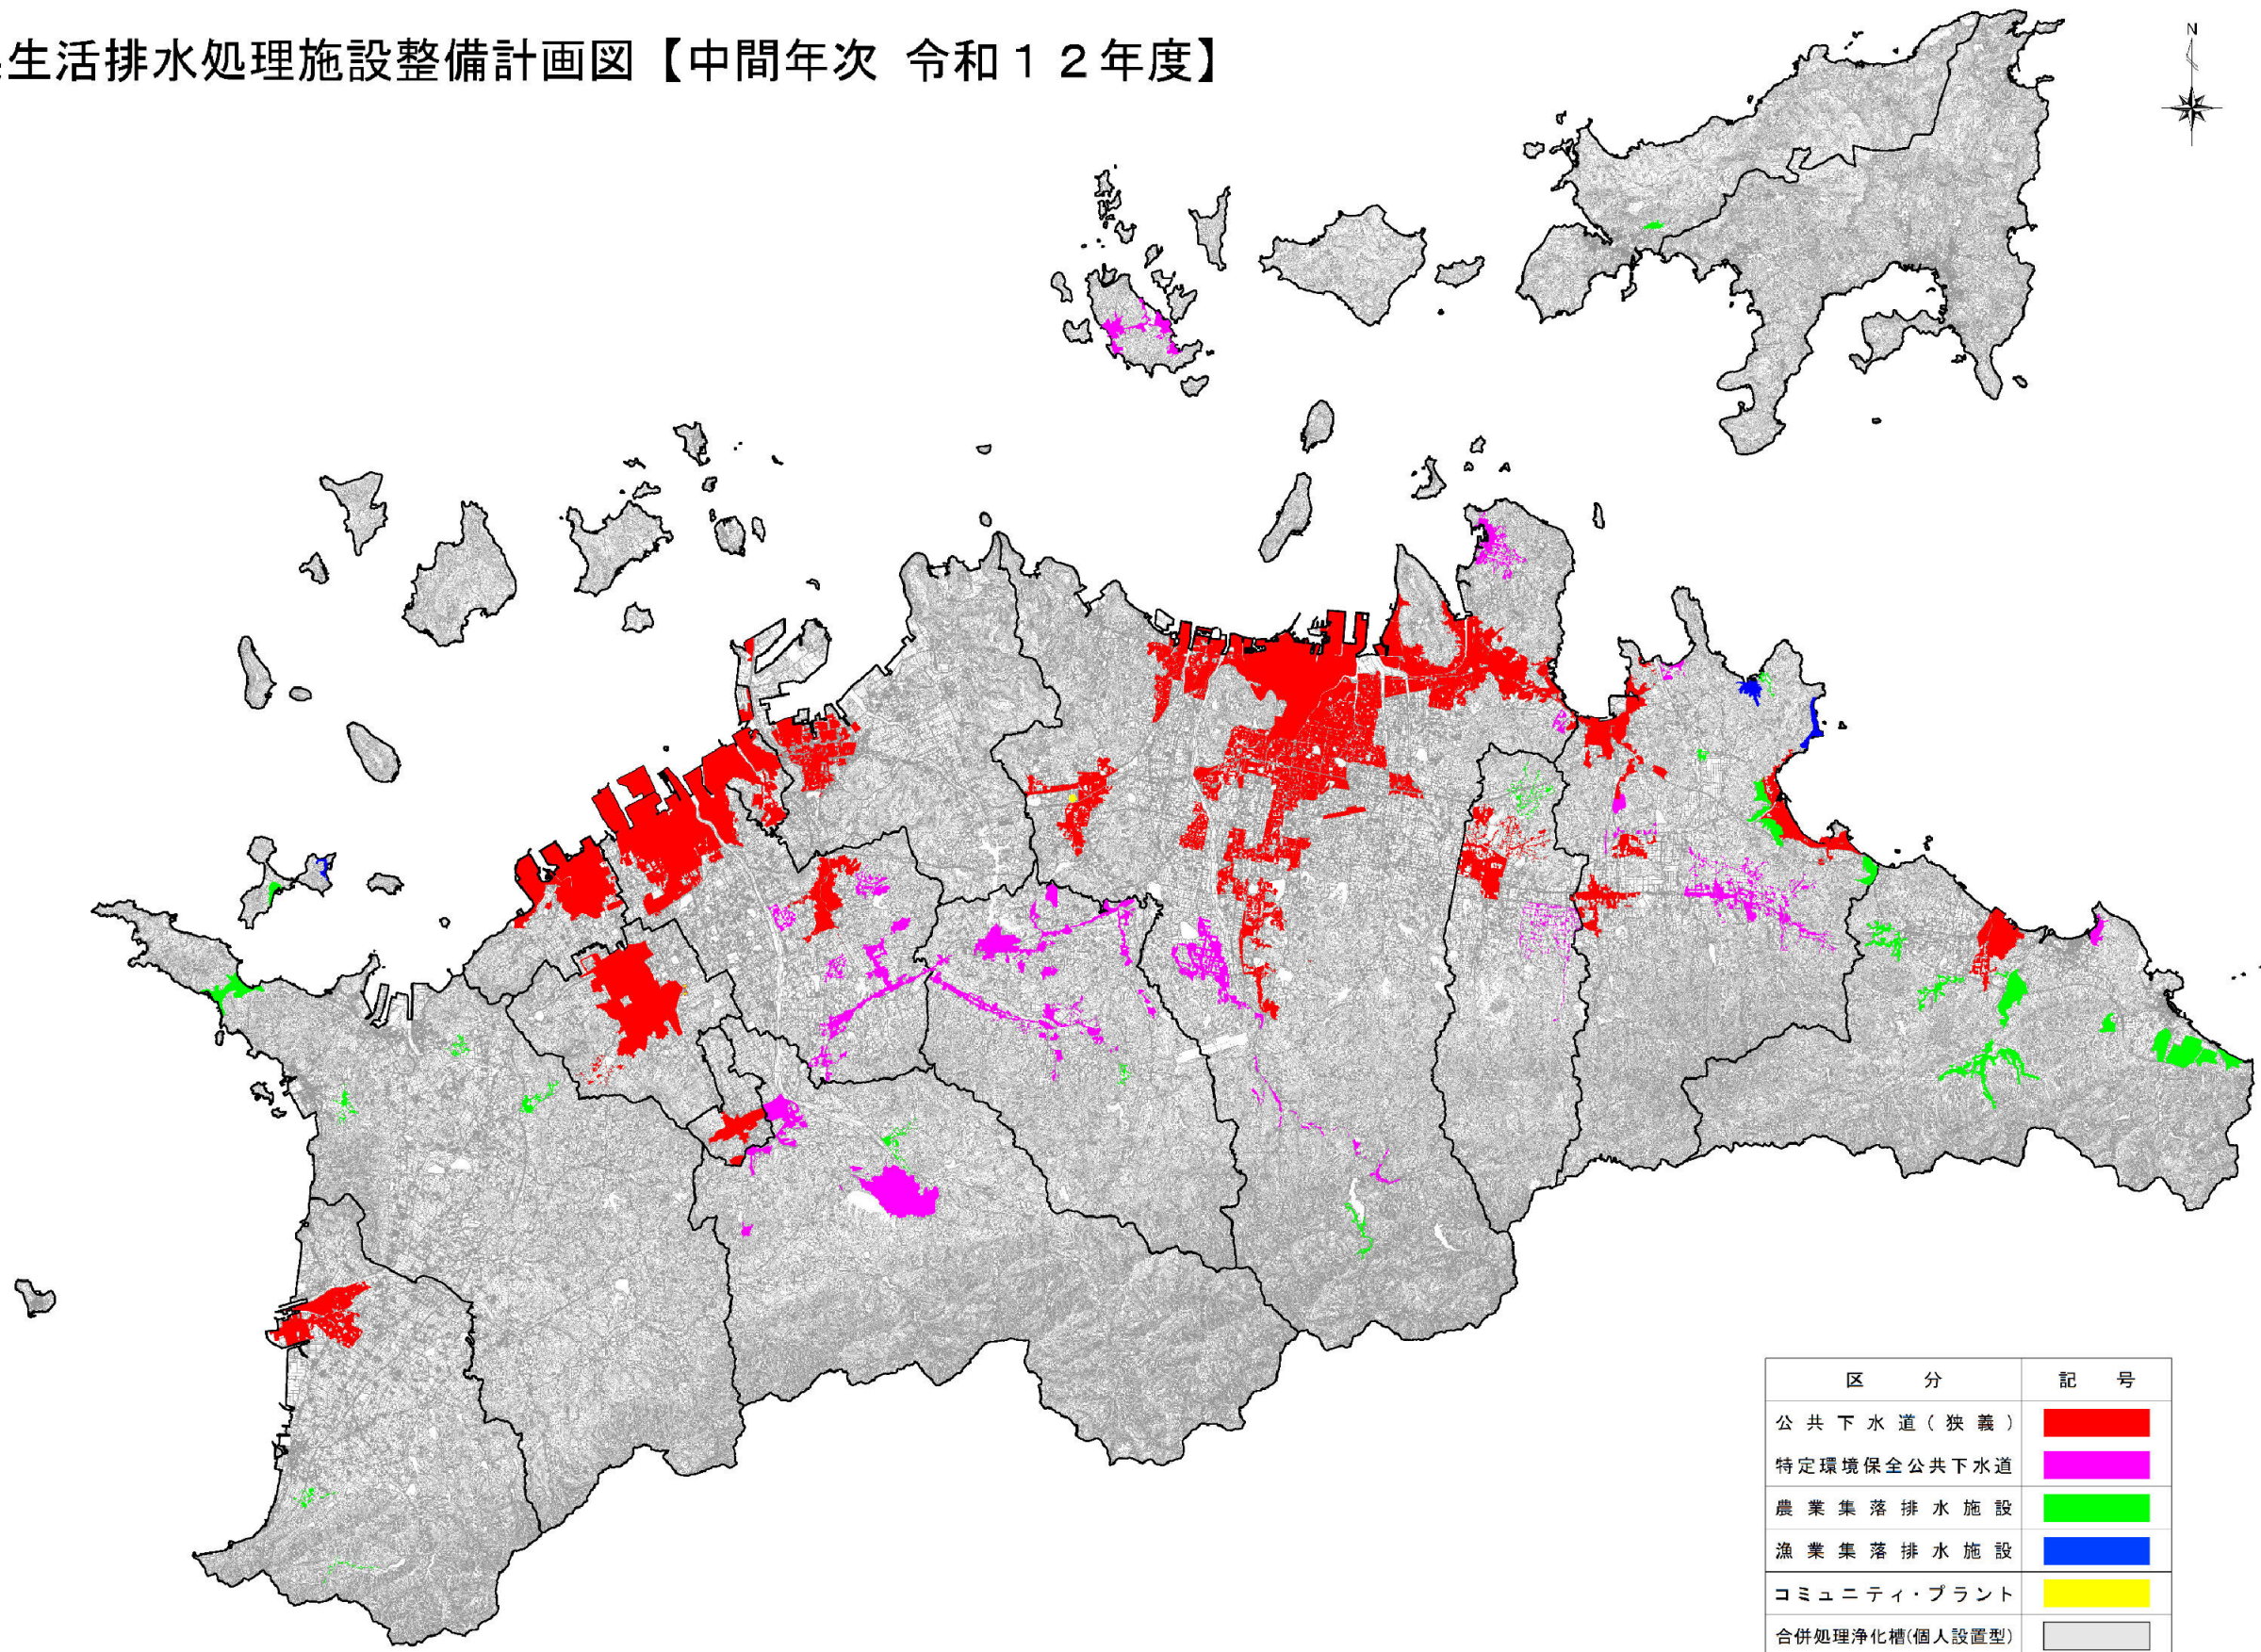 生活排水処理施設整備計画図【中間年次 令和１２年度】
N
区 分 記 号
公共下水道(狭義)
特定環境保全公共下水道
農業集落排水施設
漁業集落排水施設
コミュニティ・プラント
合併処理浄化槽(個人設置型)